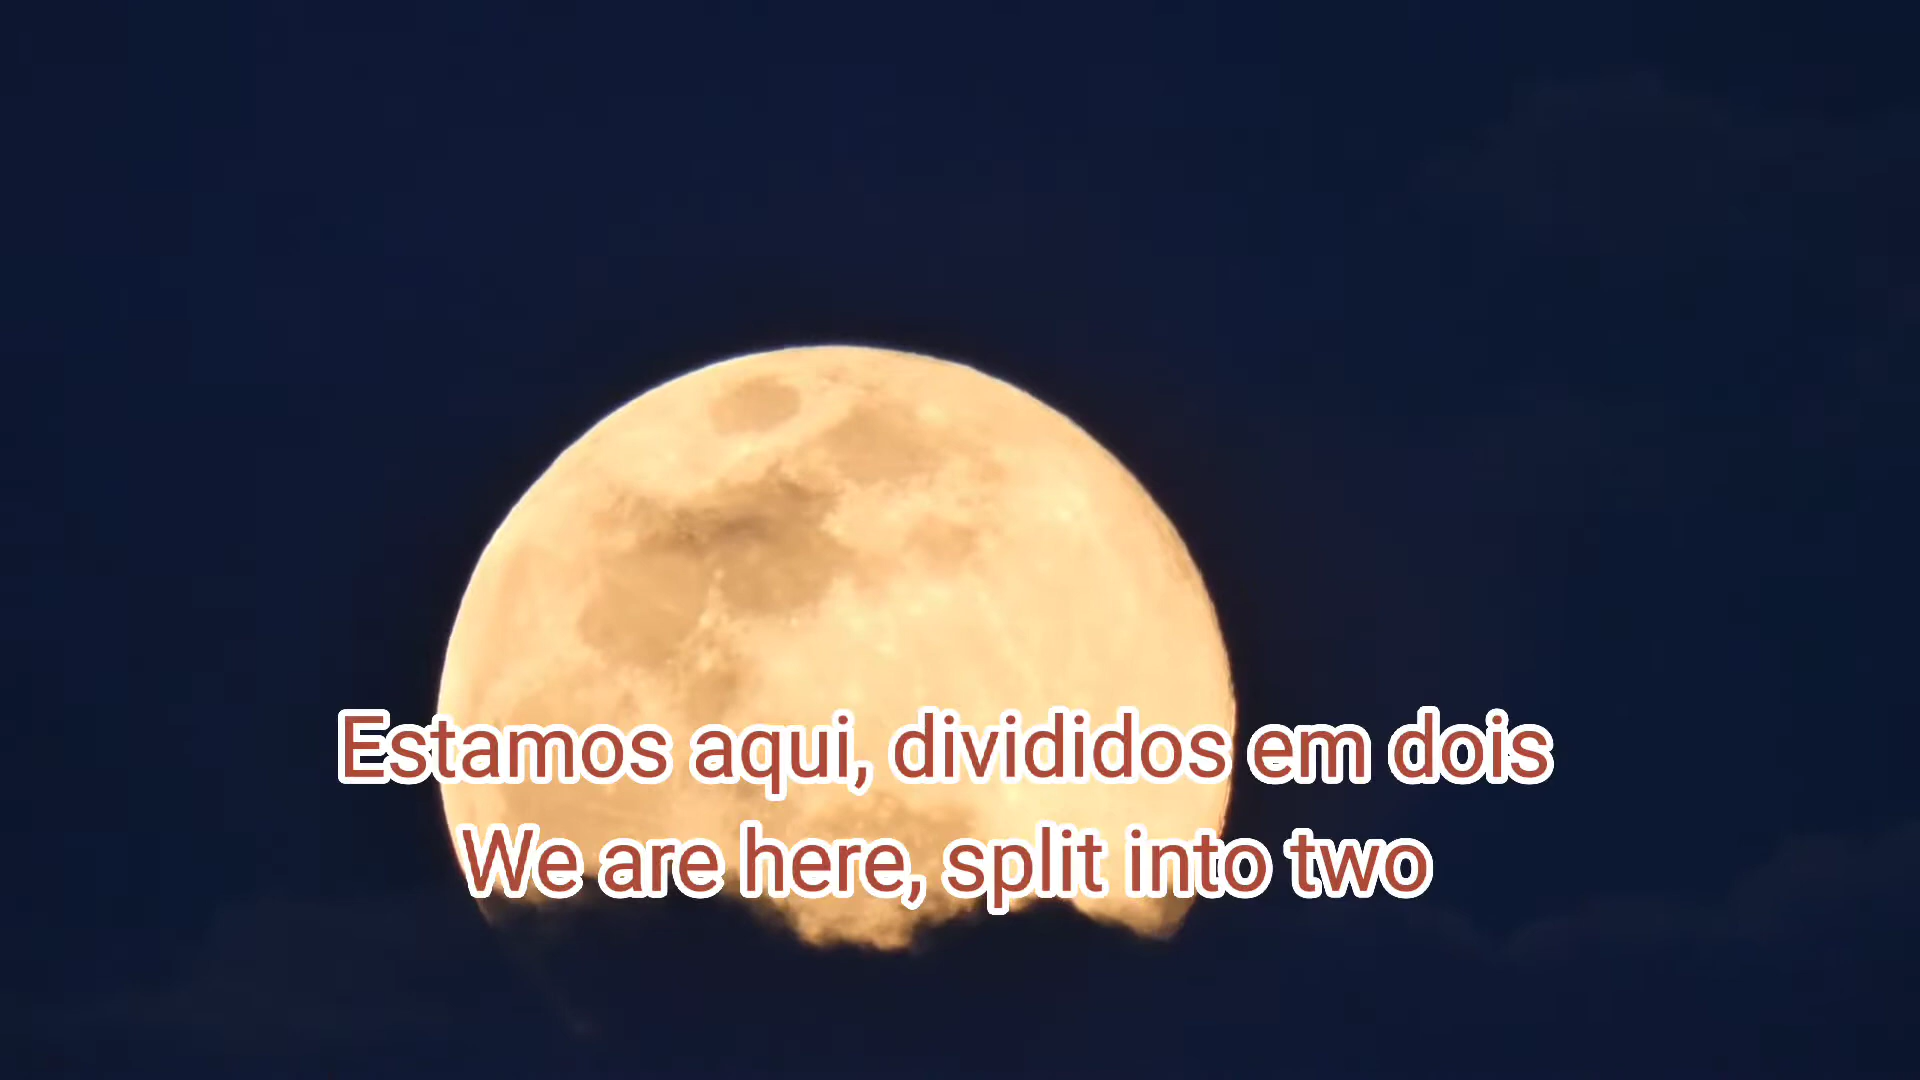 Estamos aqui, divididos em dois
We are here, split into two